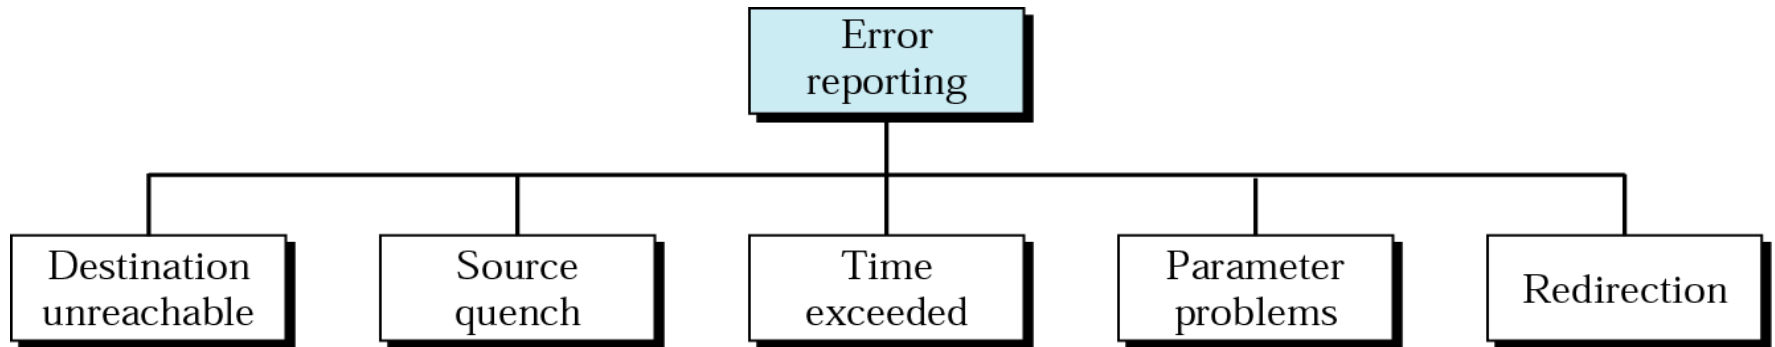 Error
reporting
Destination
unreachable
Source
quench
Time
exceeded
Parameter
problems
Redirection